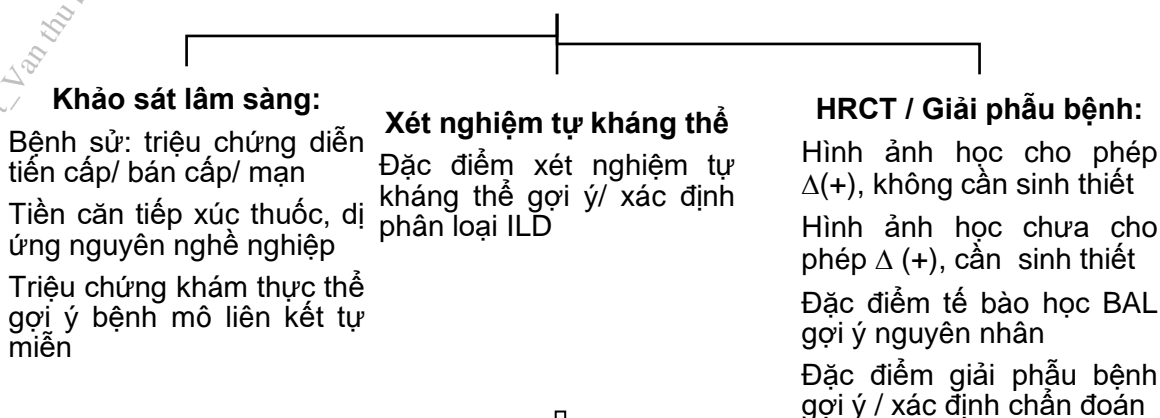 Van thu
Khảo sát lâm sàng:
Bệnh sử: triệu chứng diễn
tiến cấp/ bán cấp/ mạn
Tiền căn tiếp xúc thuốc, dị
ứng nguyên nghề nghiệp
Triệu chứng khám thực thể
gợi ý bệnh mô liên kết tự
miễn
Xét nghiệm tự kháng thể
Đặc điểm xét nghiệm tự
kháng thể gợi ý/ xác định
phân loại ILD
HRCT / Giải phẫu bệnh:
Hình ảnh học cho phép
∆(+), không cần sinh thiết
Hình ảnh học chưa cho
phép ∆ (+), cần sinh thiết
Đặc điểm tế bào học BAL
gợi ý nguyên nhân
Đặc điểm giải phẫu bệnh
gợi ý / xác định chẩn đoán